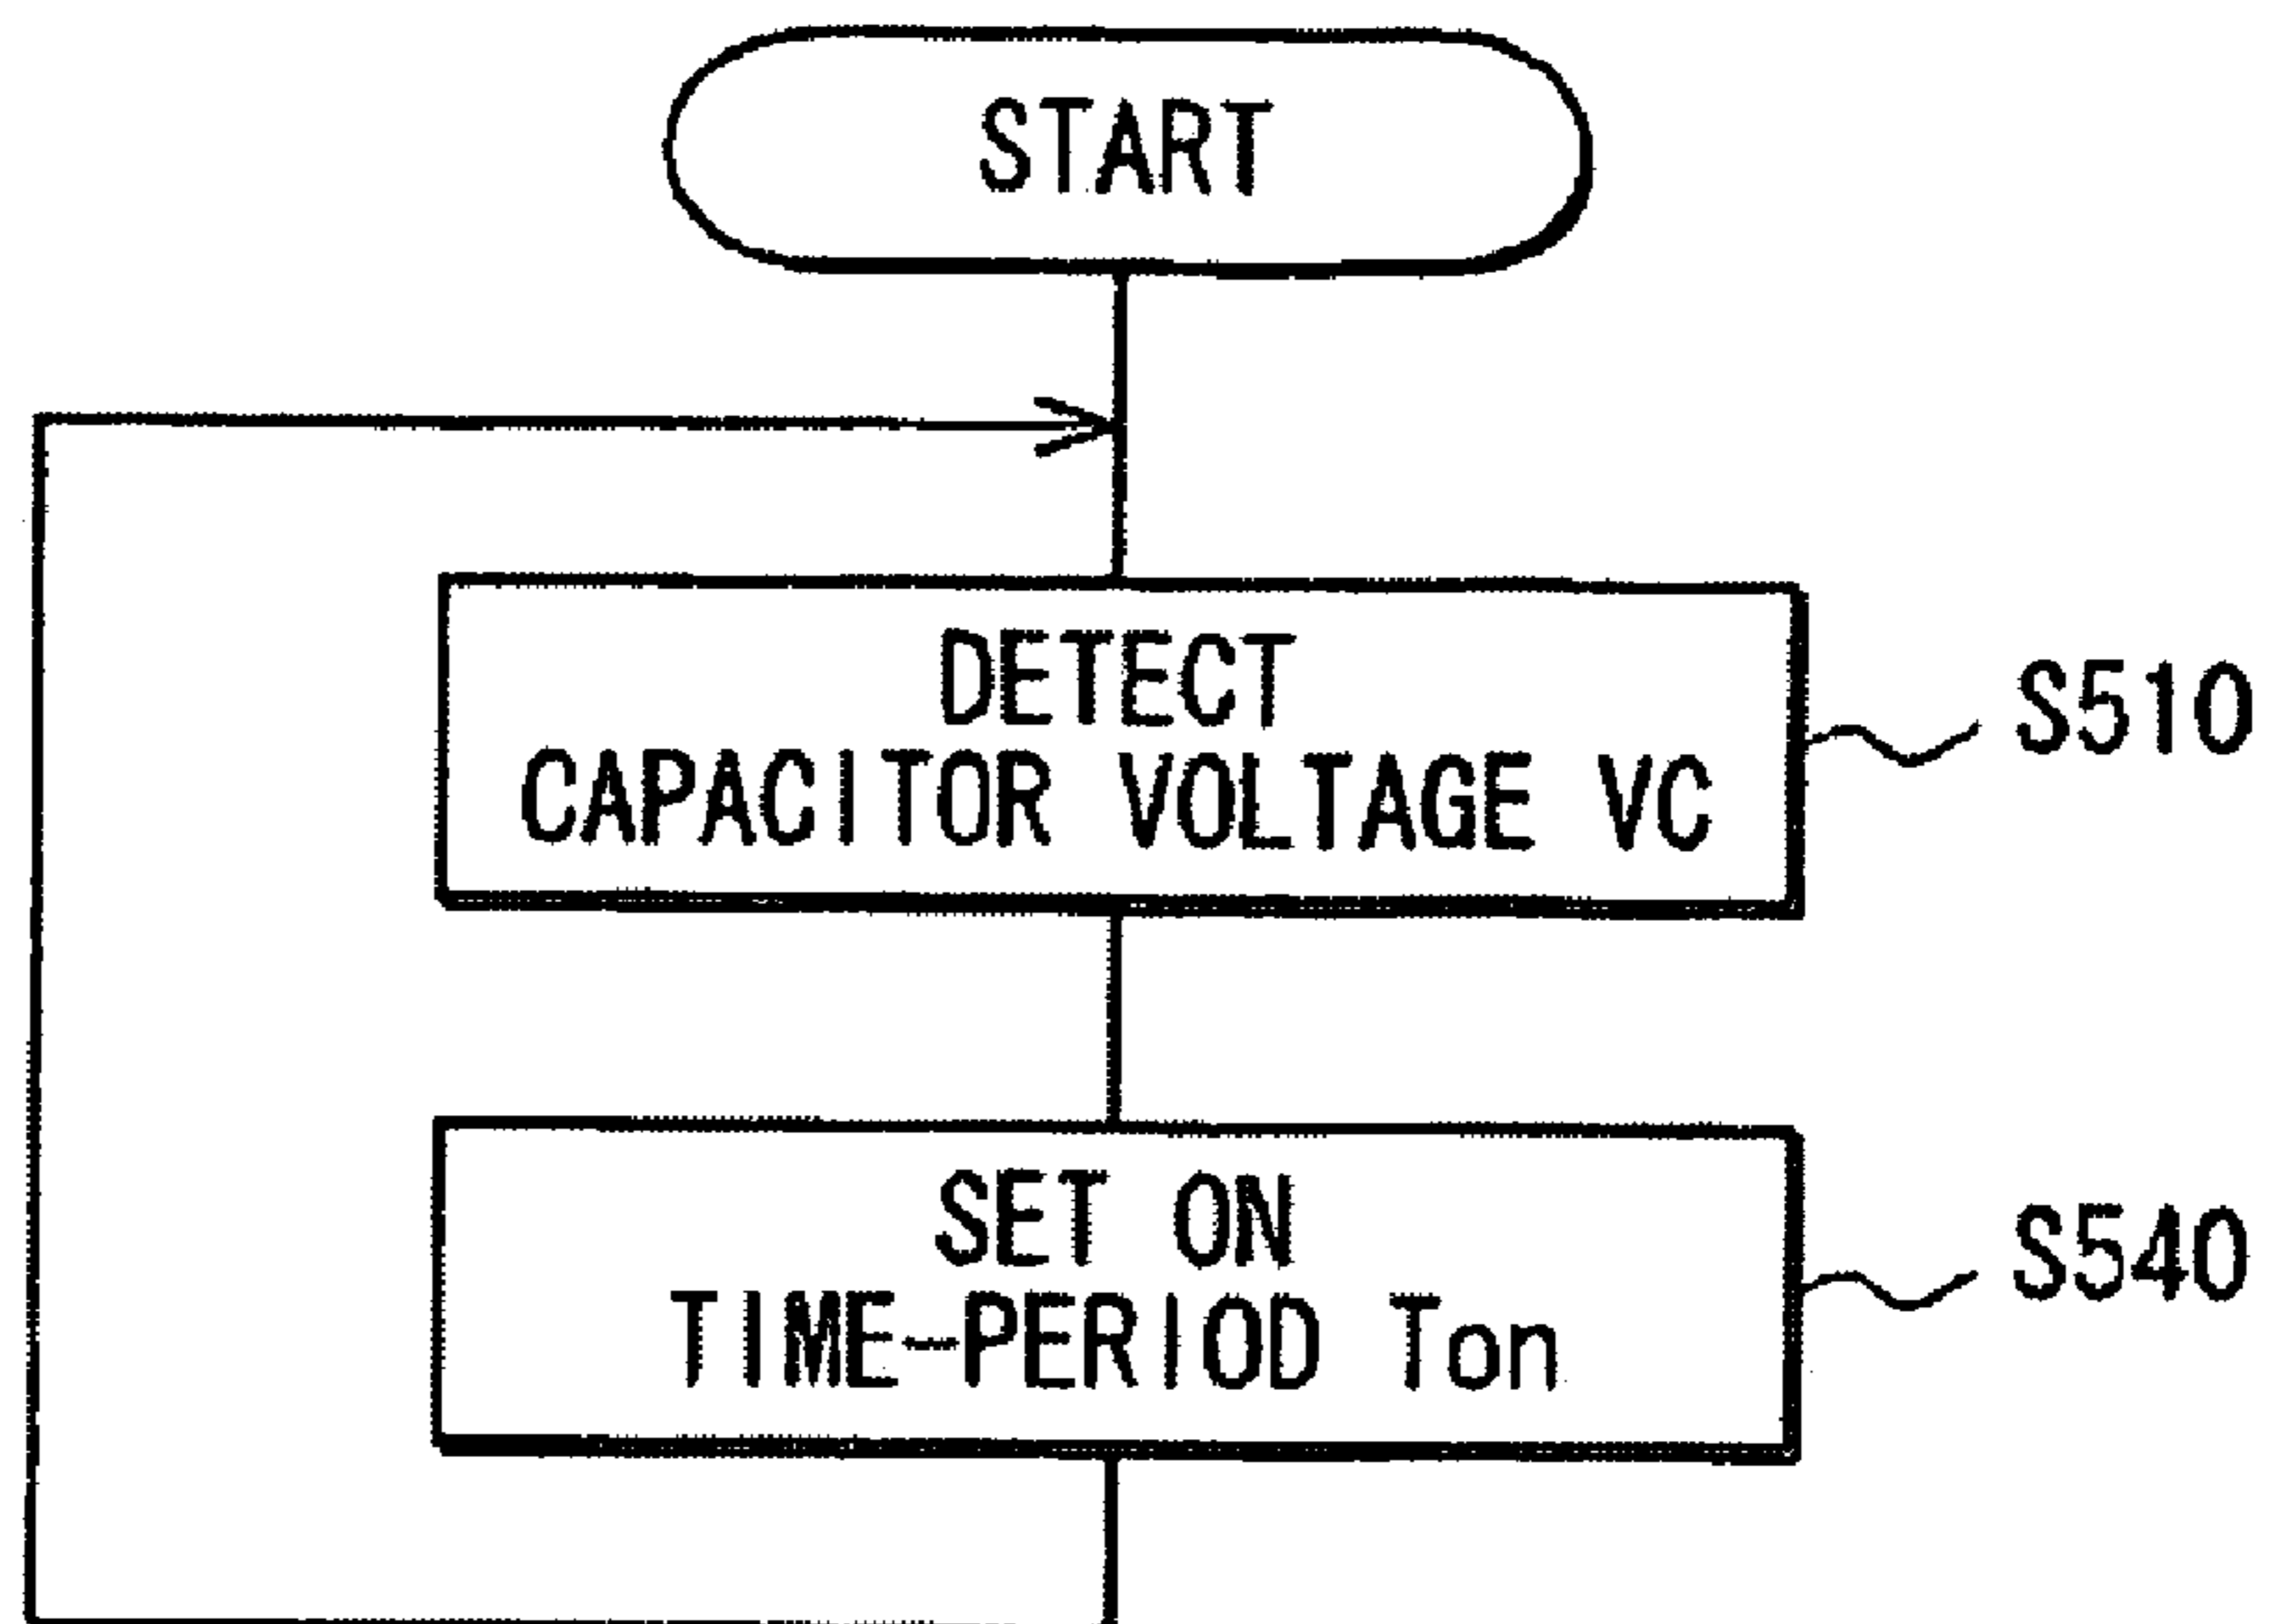 START
DETECT
CAPACITOR VOLTAGE VC
S510
SET ON
TIME-PERIOD Ton
S540